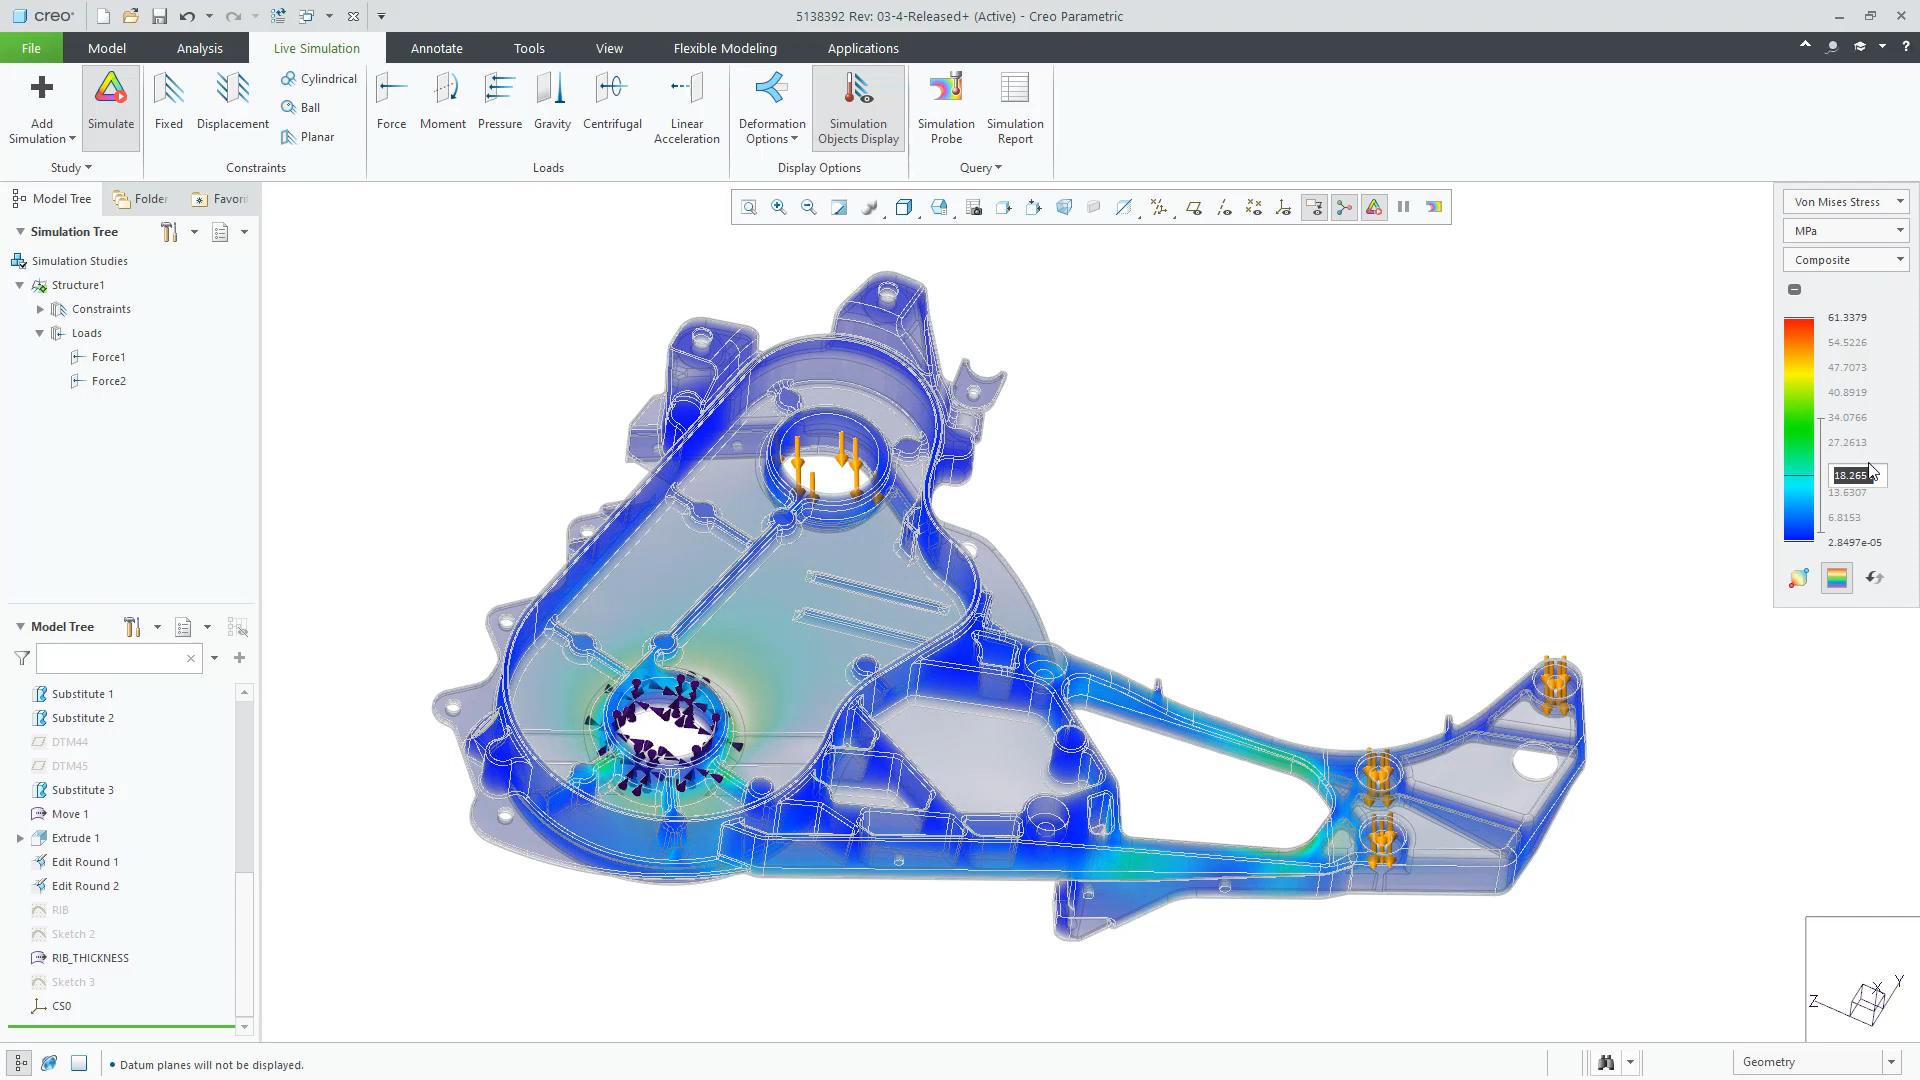 creo
5138392 Rev: 03-4-Released+ (Active) - Creo Parametric
File
Model
Analysis
Live Simulation
Annotate
Tools
View
Flexible Modeling
Applications
?
Add
Simulation
Simulate
Fixed
Displacement
Cylindrical
Ball
Planar
Force
Moment
Pressure
Gravity
Centrifugal
Linear
Acceleration
Deformation
Options
Simulation
Objects Display
Simulation
Probe
Simulation
Report
Study
Constraints
Loads
Display Options
Query
Model Tree
Folder
Favori
Simulation Tree
Simulation Studies
Structure1
Constraints
Loads
Force1
Force2
Model Tree
Substitute 1
Substitute 2
DTM44
DTM45
Substitute 3
Move 1
Extrude 1
Edit Round 1
Edit Round 2
RIB
Sketch 2
RIB_THICKNESS
Sketch 3
CS0
Von Mises Stress
MPa
Composite
61.3379
54.5226
47.7073
40.8919
34.0766
27.2613
18.265
13.6307
6.8153
2.8497e-05
X
Y
Z
• Datum planes will not be displayed.
Geometry